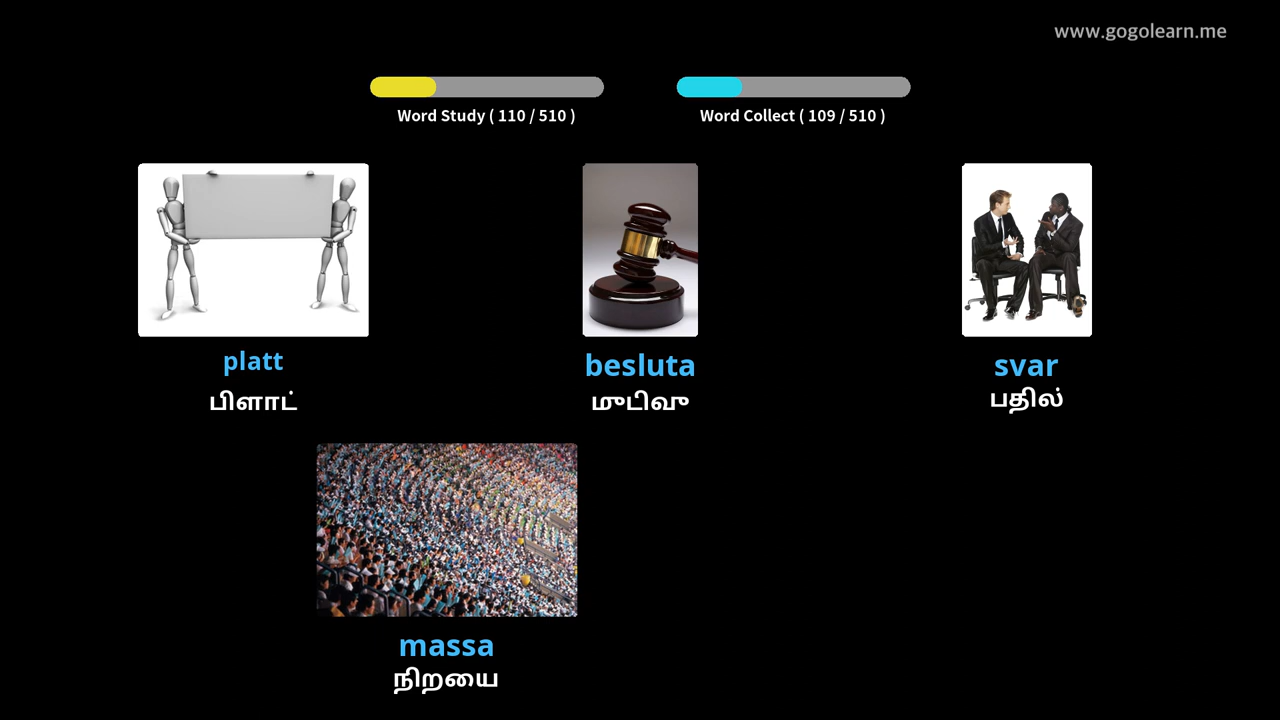 www.gogolearn.me
Word Study ( 110 / 510 )
Word Collect ( 109 / 510 )
platt
பிளாட்
besluta
முடிவு
svar
பதில்
massa
நிறைய